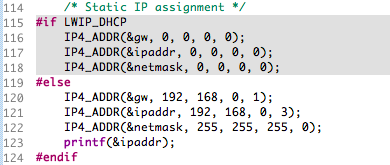 114 /* Static IP assignment */
115 #if LWIP_DHCP
116 IP4_ADDR(&gw, 0, 0, 0, 0);
117 IP4_ADDR(&ipaddr, 0, 0, 0, 0);
118 IP4_ADDR(&netmask, 0, 0, 0, 0);
119 #else
120 IP4_ADDR(&gw, 192, 168, 0, 1);
121 IP4_ADDR(&ipaddr, 192, 168, 0, 3);
122 IP4_ADDR(&netmask, 255, 255, 255, 0);
123 printf(&ipaddr);
124 #endif